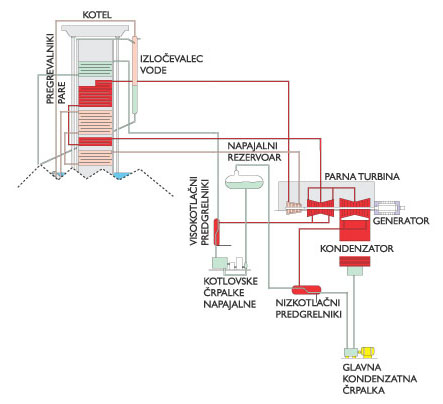 KOTEL
PREGREVALNIKI
PARE
IZLOČEVALEC
VODE
NAPAJALNI
REZERVOAR
VISOKOTLAČNI
PREDGRELNIKI
PARNA TURBINA
GENERATOR
KONDENZATOR
KOTLOVSKE
ČRPALKE
NAPAJALNE
NIZKOTLAČNI
PREDGRELNIKI
GLAVNA
KONDENZATNA
ČRPALKA